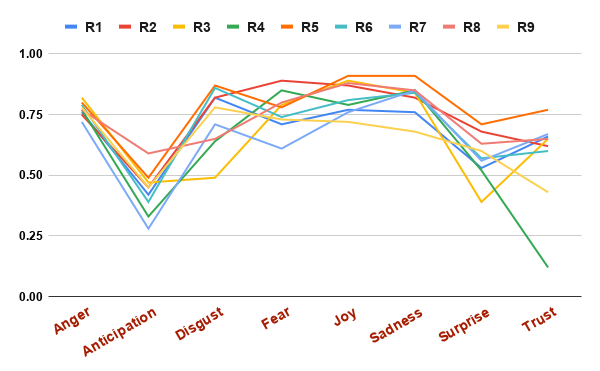 R1 R2 R3 R4 R5 R6 R7 R8 R9
1.00
0.75
0.50
0.25
0.00
Anger Anticipation Disgust Fear Joy Sadness Surprise Trust